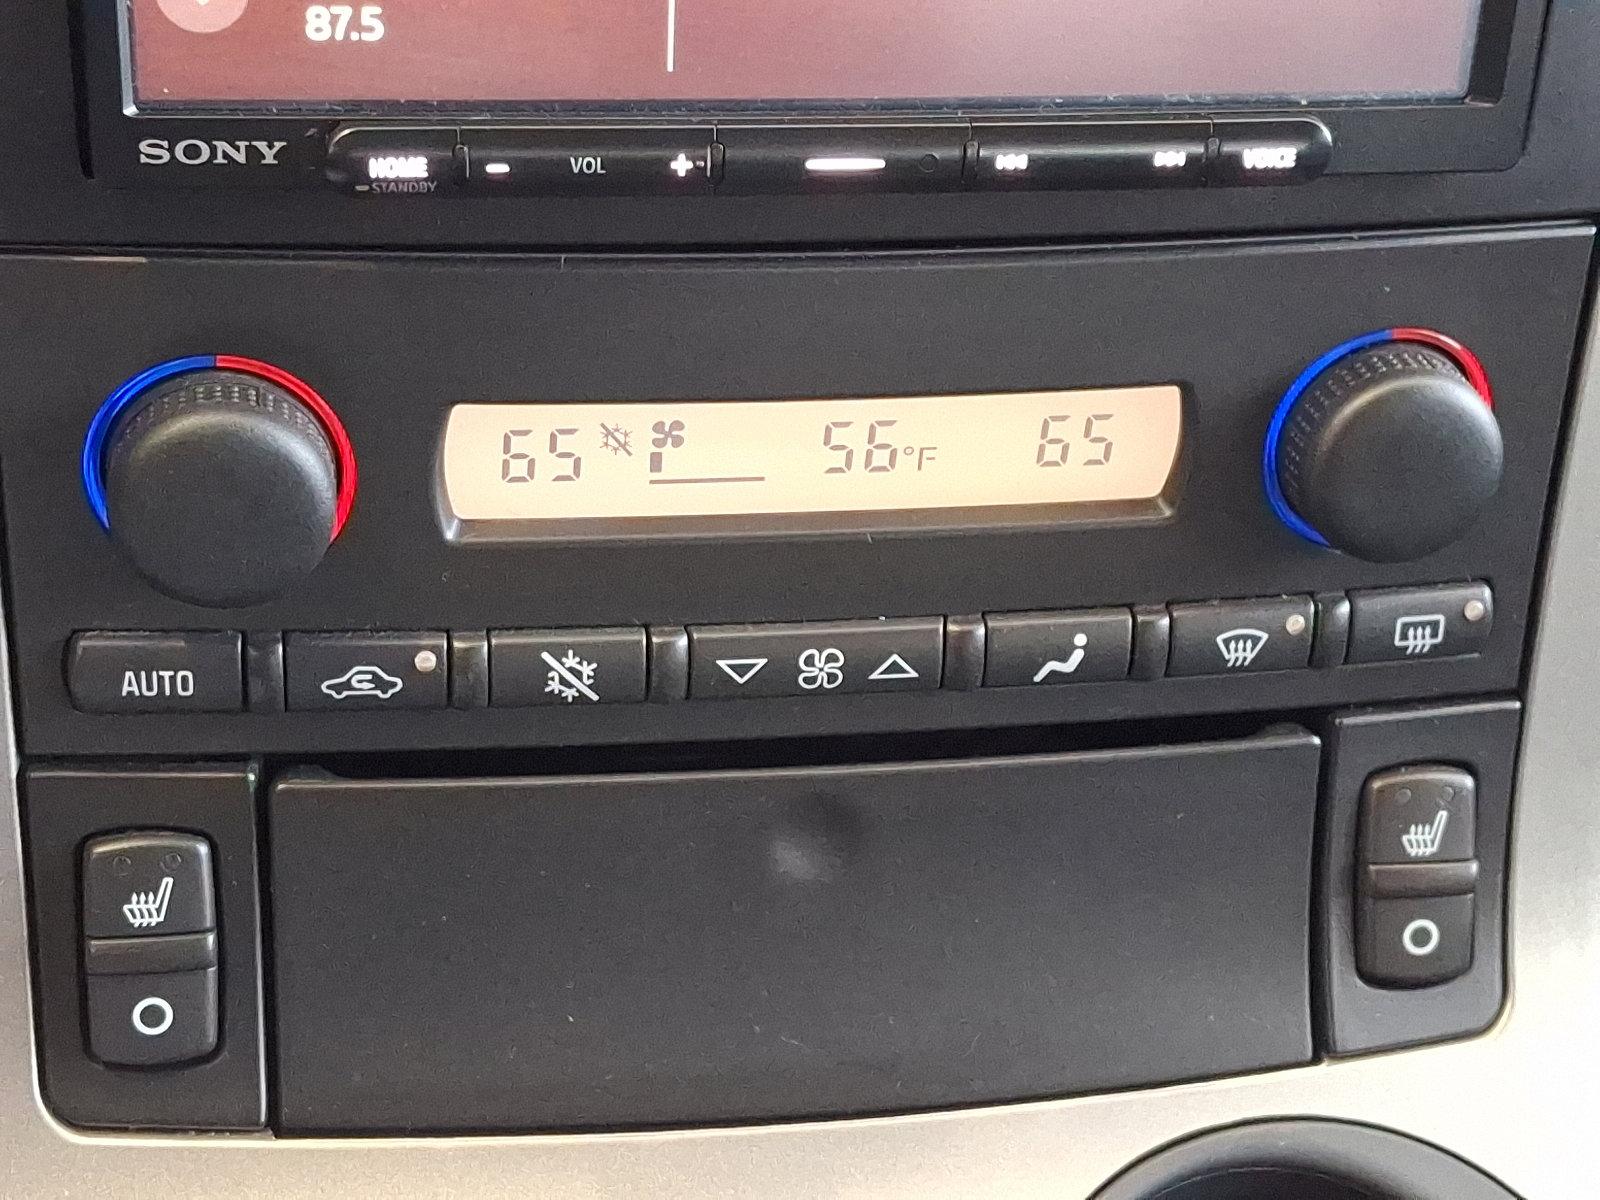 87.5
SONY
HOME
STANDBY
- VOL +
VOICE
65 56°F 65
AUTO